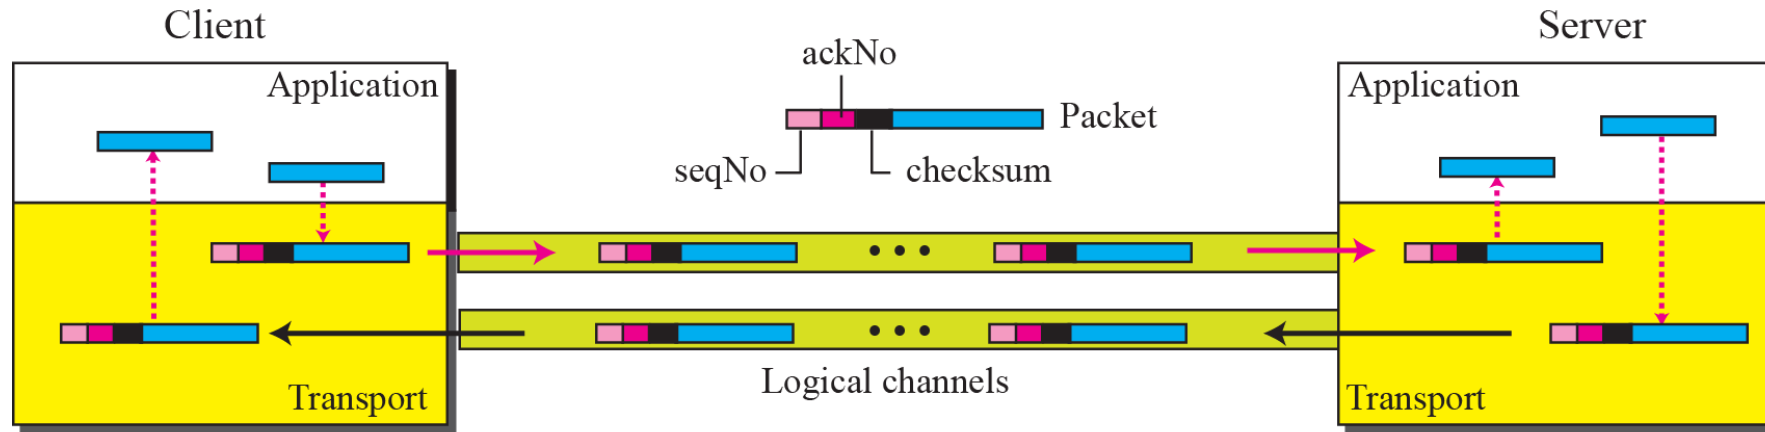 Client
Server
ackNo
Application
Application
Packet
seqNo
checksum
Logical channels
Transport
Transport